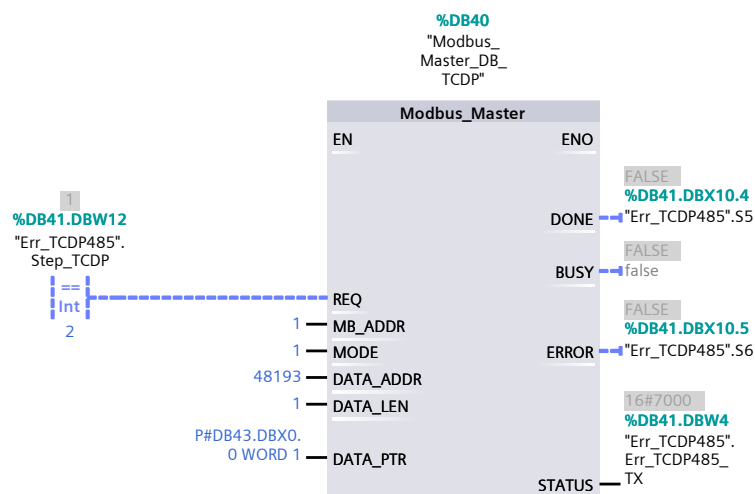 %DB40
"Modbus_
Master_DB_
TCDP"
Modbus_Master
EN
ENO
FALSE
%DB41.DBX10.4
DONE
"Err_TCDP485".S5
1
%DB41.DBW12
"Err_TCDP485".
Step_TCDP
==
Int
2
FALSE
BUSY
false
REQ
FALSE
%DB41.DBX10.5
1
MB_ADDR
1
MODE
ERROR
"Err_TCDP485".S6
48193
DATA_ADDR
1
DATA_LEN
16#7000
%DB41.DBW4
"Err_TCDP485".
Err_TCDP485_
TX
P#DB43.DBX0.
0 WORD 1
DATA_PTR
STATUS